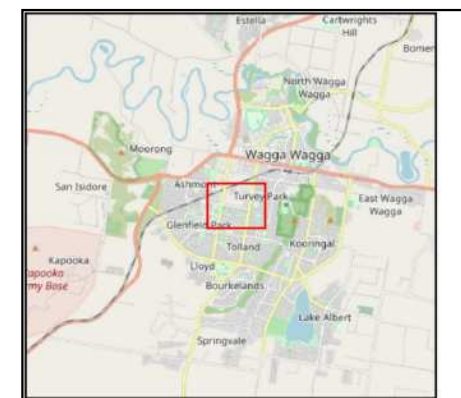 Estella
Cartwrights
Hill
Bomen
North Wagga
Wagga
Moorong
Wagga Wagga
San Isidore
Ashmont
Turvey Park
East Wagga
Wagga
Glenfield Park
Kooringal
Tolland
Kapooka
Lloyd
apooka
my Base
Bourkelands
Lake Albert
Springvale